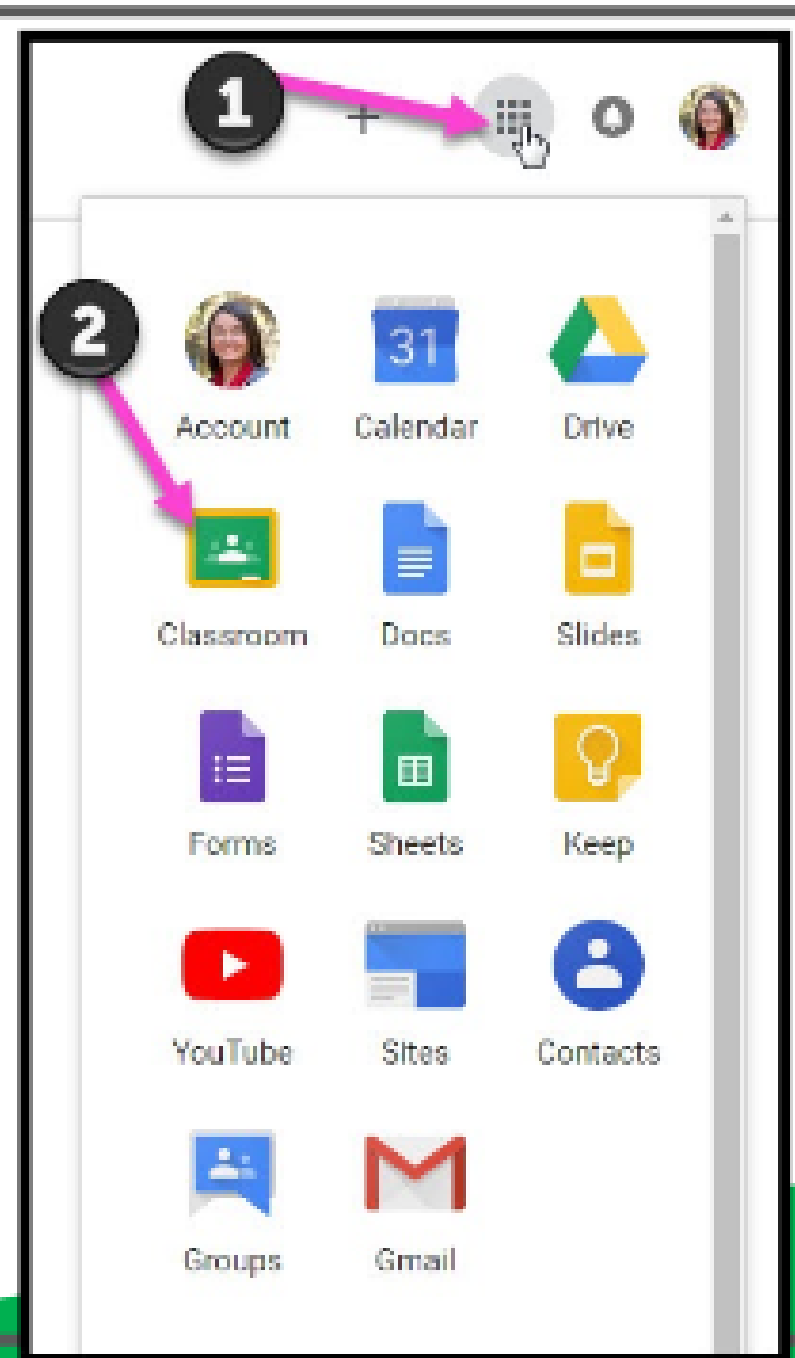 1
+
2
31
Account Calendar Drive
Classroom Docs Slides
Forms Sheets Keep
YouTube Sites Contacts
Groups Gmail